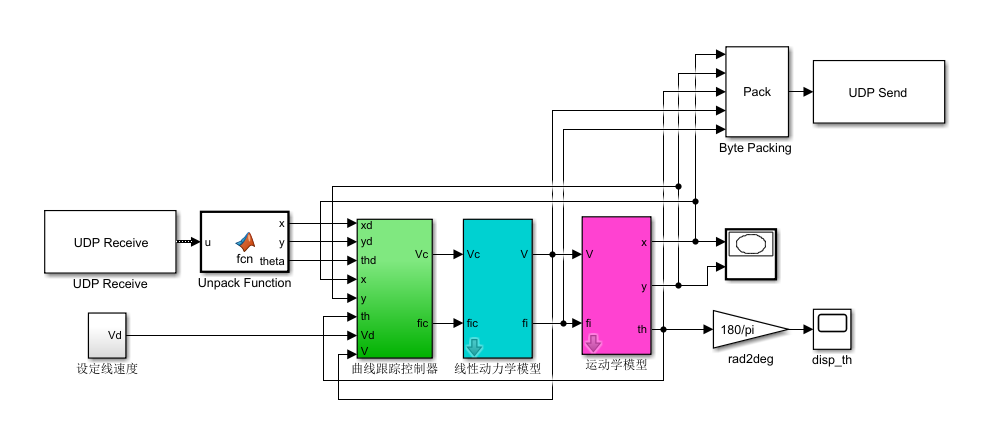 Pack
Byte Packing
UDP Send
UDP Receive
UDP Receive
u
fcn
x
y
theta
Unpack Function
Vd
设定线速度
xd
yd
thd
x
y
th
Vd
V
Vc
fic
曲线跟踪控制器
Vc
fic
V
fi
线性动力学模型
V
fi
x
y
th
运动学模型
180/pi
rad2deg
disp_th